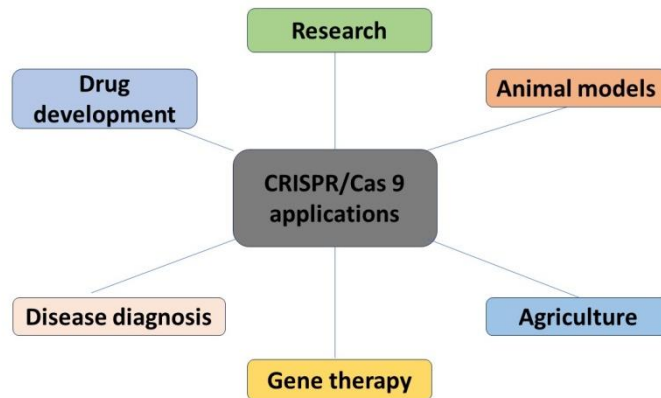 Research
Drug
development
Animal models
CRISPR/Cas 9
applications
Disease diagnosis
Agriculture
Gene therapy